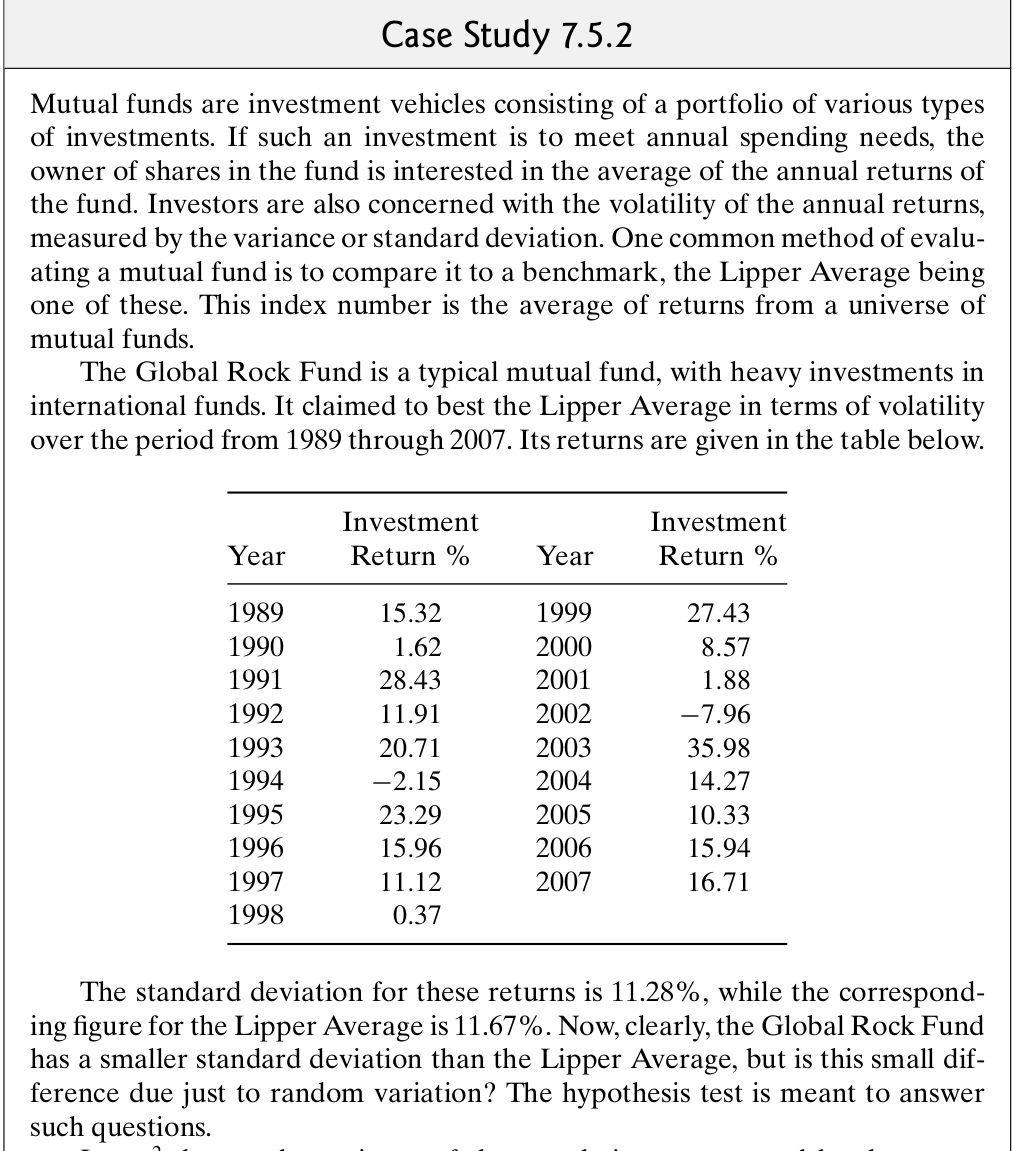 Case Study 7.5.2
Mutual funds are investment vehicles consisting of a portfolio of various types
of investments. If such an investment is to meet annual spending needs, the
owner of shares in the fund is interested in the average of the annual returns of
the fund. Investors are also concerned with the volatility of the annual returns,
measured by the variance or standard deviation. One common method of evalu-
ating a mutual fund is to compare it to a benchmark, the Lipper Average being
one of these. This index number is the average of returns from a universe of
mutual funds.
The Global Rock Fund is a typical mutual fund, with heavy investments in
international funds. It claimed to best the Lipper Average in terms of volatility
over the period from 1989 through 2007. Its returns are given in the table below.
Investment Investment
Year Return % Year Return %
1989 15.32 1999 27.43
1990 1.62 2000 8.57
1991 28.43 2001 1.88
1992 11.91 2002 −7.96
1993 20.71 2003 35.98
1994 −2.15 2004 14.27
1995 23.29 2005 10.33
1996 15.96 2006 15.94
1997 11.12 2007 16.71
1998 0.37
The standard deviation for these returns is 11.28%, while the correspond-
ing figure for the Lipper Average is 11.67%. Now, clearly, the Global Rock Fund
has a smaller standard deviation than the Lipper Average, but is this small dif-
ference due just to random variation? The hypothesis test is meant to answer
such questions.